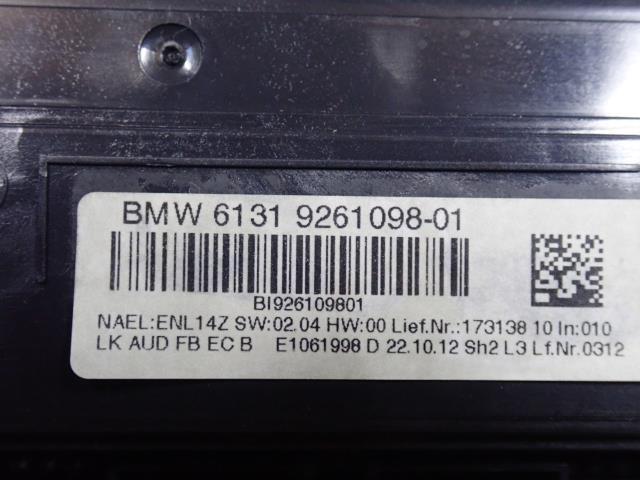 BMW 6131 9261098-01
BI926109801
NAEL:ENL14Z SW:02.04 HW:00 Lief.Nr.:173138 10 In:010
LK AUD FB EC B E1061998 D 22.10.12 Sh2 L3 Lf.Nr.0312